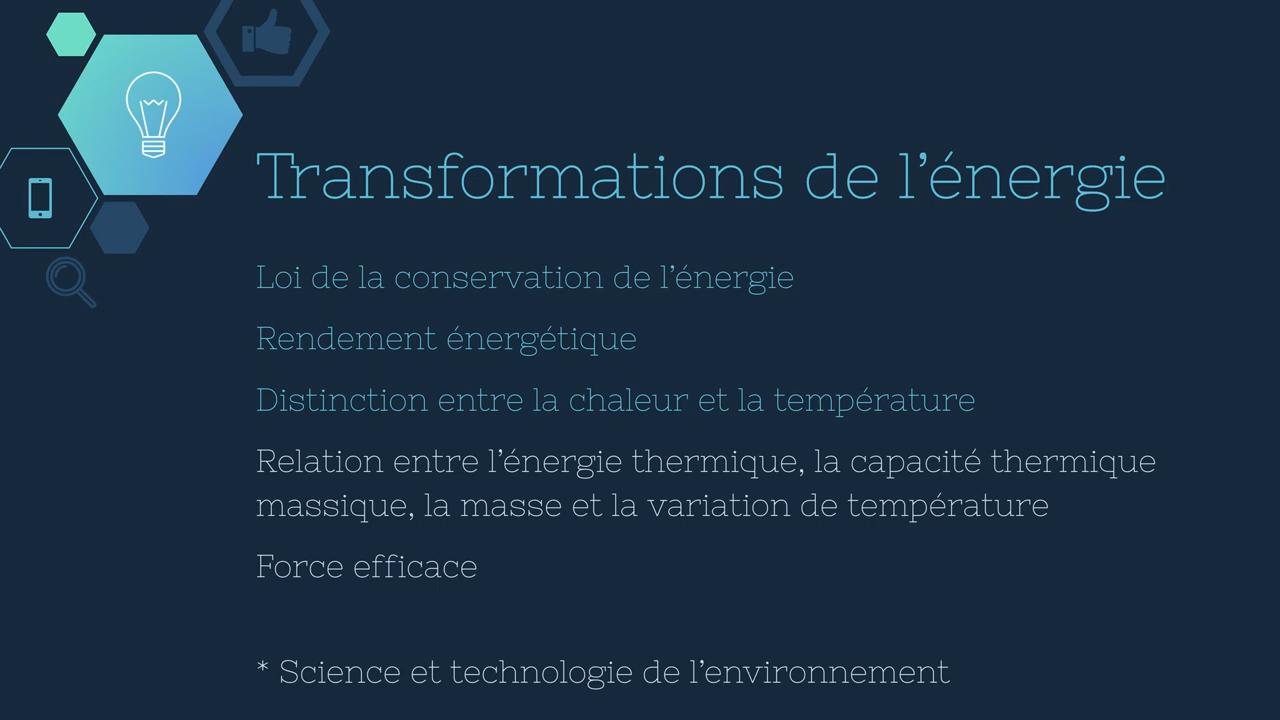 Transformations de l’énergie
Loi de la conservation de l’énergie
Rendement énergétique
Distinction entre la chaleur et la température
Relation entre l’énergie thermique, la capacité thermique
massique, la masse et la variation de température
Force efficace
* Science et technologie de l’environnement